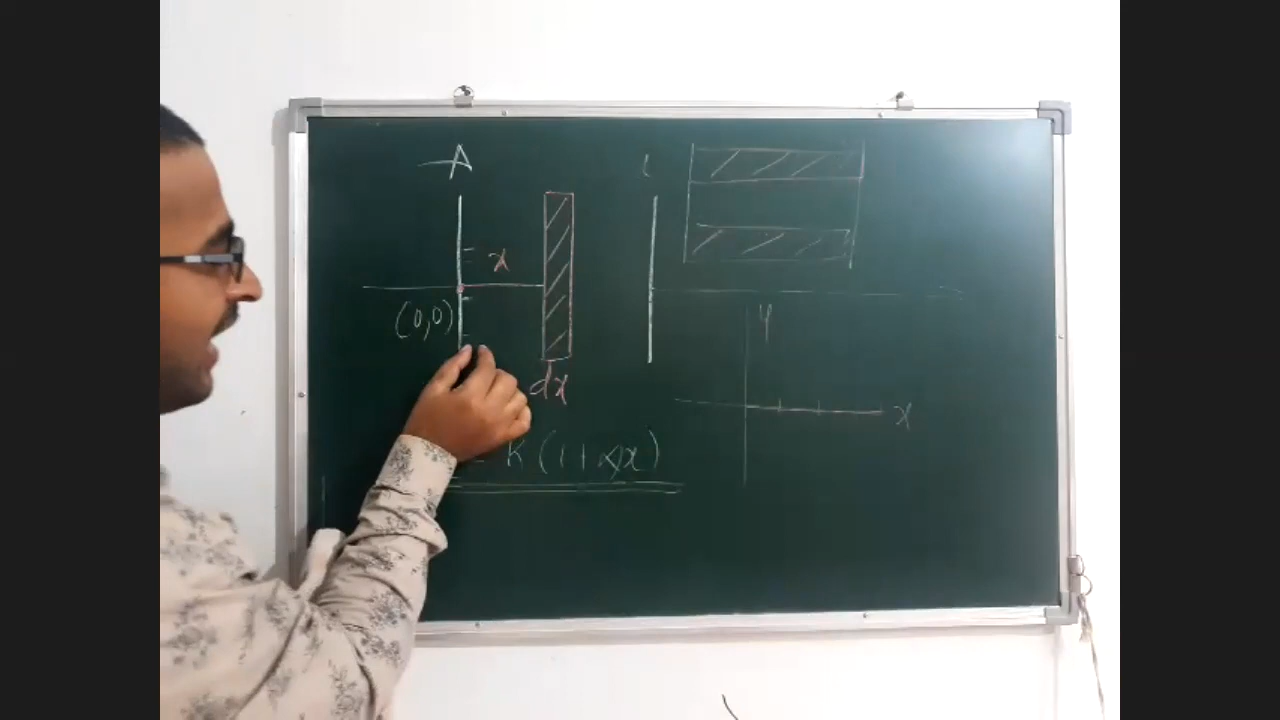 A
x
(0,0)
dx
= K (1+αx)
y
x